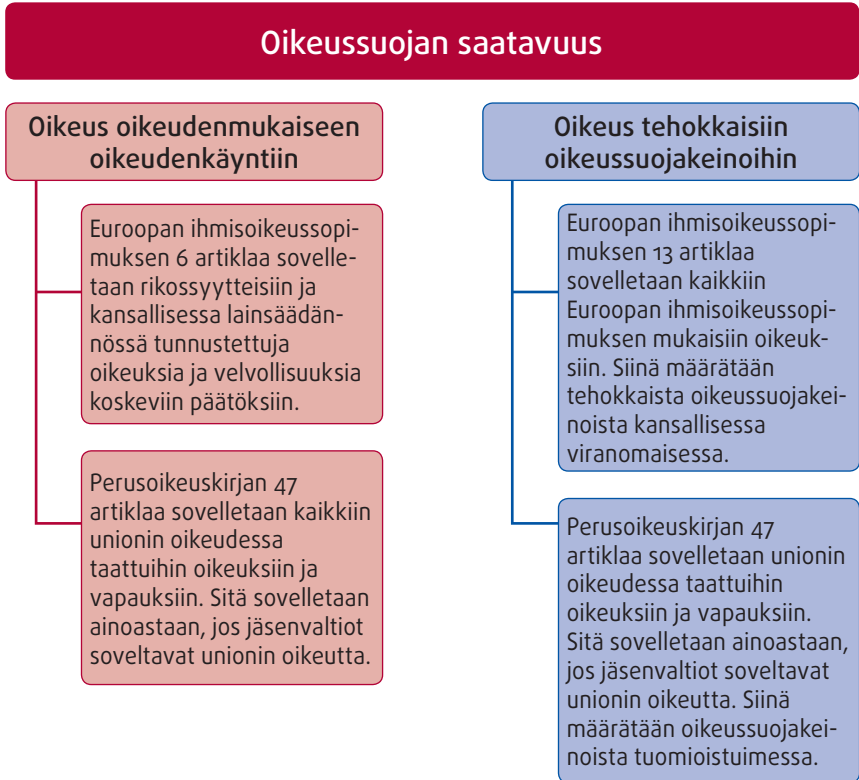 Oikeussuojan saatavuus
Oikeus oikeudenmukaiseen
oikeudenkäyntiin
Euroopan ihmisoikeussopi-
muksen 6 artiklaa sovelle-
taan rikossyytteisiin ja
kansallisessa lainsäädän-
nössä tunnustettuja
oikeuksia ja velvollisuuksia
koskeviin päätöksiin.
Perusoikeuskirjan 47
artiklaa sovelletaan kaikkiin
unionin oikeudessa
taattuihin oikeuksiin ja
vapauksiin. Sitä sovelletaan
ainoastaan, jos jäsenvaltiot
soveltavat unionin oikeutta.
Oikeus tehokkaisiin
oikeussuojakeinoihin
Euroopan ihmisoikeussopi-
muksen 13 artiklaa
sovelletaan kaikkiin
Euroopan ihmisoikeussopi-
muksen mukaisiin oikeuk-
siin. Siinä määrätään
tehokkaista oikeussuojakei-
noista kansallisessa
viranomaisessa.
Perusoikeuskirjan 47
artiklaa sovelletaan unionin
oikeudessa taattuihin
oikeuksiin ja vapauksiin.
Sitä sovelletaan ainoastaan,
jos jäsenvaltiot soveltavat
unionin oikeutta. Siinä
määrätään oikeussuojakei-
noista tuomioistuimessa.